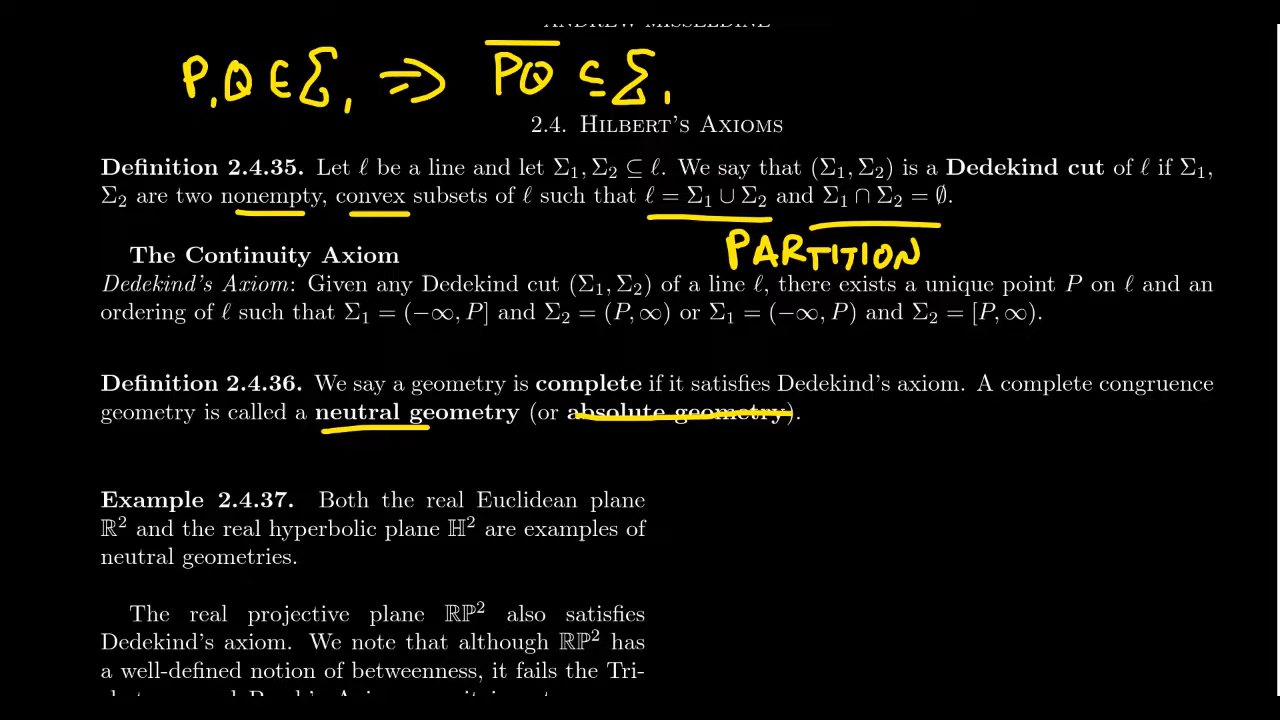 ANDREW MISSELDINE
P, Q ∈ Σ₁ ⇒ P̅Q̅ ⊆ Σ₁
2.4. HILBERT'S AXIOMS
Definition 2.4.35. Let ℓ be a line and let Σ₁, Σ₂ ⊆ ℓ. We say that (Σ₁, Σ₂) is a Dedekind cut of ℓ if Σ₁,
Σ₂ are two nonempty, convex subsets of ℓ such that ℓ = Σ₁ ∪ Σ₂ and Σ₁ ∩ Σ₂ = ∅.
PARTITION
The Continuity Axiom
Dedekind's Axiom: Given any Dedekind cut (Σ₁, Σ₂) of a line ℓ, there exists a unique point P on ℓ and an
ordering of ℓ such that Σ₁ = (−∞, P] and Σ₂ = (P, ∞) or Σ₁ = (−∞, P) and Σ₂ = [P, ∞).
Definition 2.4.36. We say a geometry is complete if it satisfies Dedekind's axiom. A complete congruence
geometry is called a neutral geometry (or absolute geometry).
Example 2.4.37. Both the real Euclidean plane
ℝ² and the real hyperbolic plane ℍ² are examples of
neutral geometries.
The real projective plane ℝℙ² also satisfies
Dedekind's axiom. We note that although ℝℙ² has
a well-defined notion of betweenness, it fails the Tri-